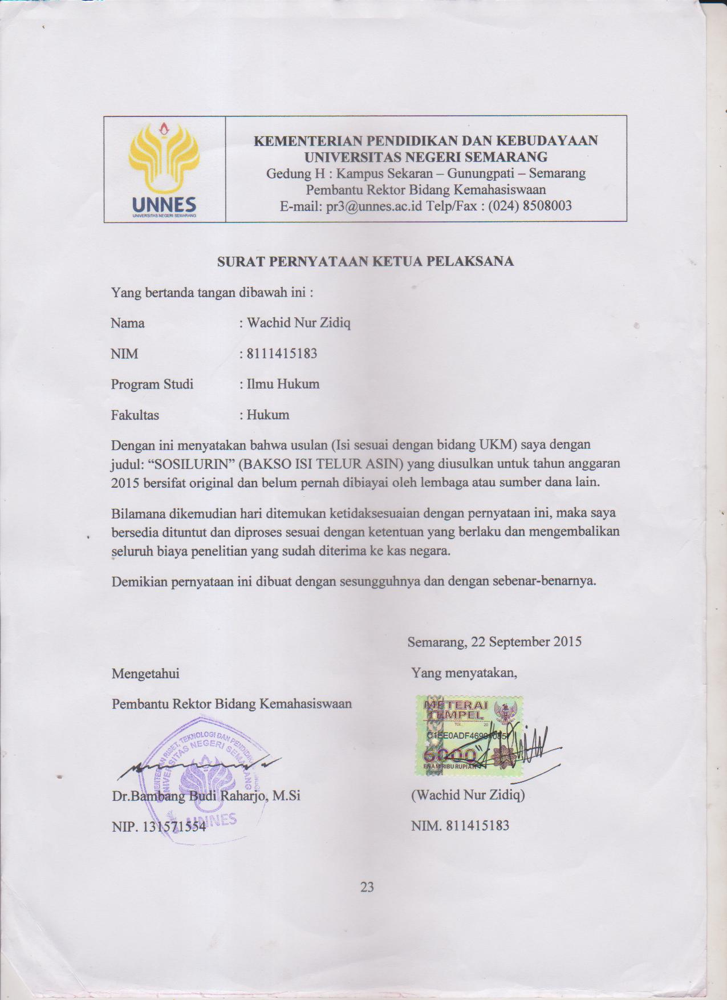 KEMENTERIAN PENDIDIKAN DAN KEBUDAYAAN
UNIVERSITAS NEGERI SEMARANG
Gedung H : Kampus Sekaran – Gunungpati – Semarang
Pembantu Rektor Bidang Kemahasiswaan
E-mail: pr3@unnes.ac.id Telp/Fax : (024) 8508003
UNNES
UNIVERSITAS NEGERI SEMARANG
SURAT PERNYATAAN KETUA PELAKSANA
Yang bertanda tangan dibawah ini :
Nama : Wachid Nur Zidiq
NIM : 8111415183
Program Studi : Ilmu Hukum
Fakultas : Hukum
Dengan ini menyatakan bahwa usulan (Isi sesuai dengan bidang UKM) saya dengan
judul: “SOSILURIN” (BAKSO ISI TELUR ASIN) yang diusulkan untuk tahun anggaran
2015 bersifat original dan belum pernah dibiayai oleh lembaga atau sumber dana lain.
Bilamana dikemudian hari ditemukan ketidaksesuaian dengan pernyataan ini, maka saya
bersedia dituntut dan diproses sesuai dengan ketentuan yang berlaku dan mengembalikan
seluruh biaya penelitian yang sudah diterima ke kas negara.
Demikian pernyataan ini dibuat dengan sesungguhnya dan dengan sebenar-benarnya.
Semarang, 22 September 2015
Mengetahui
Yang menyatakan,
Pembantu Rektor Bidang Kemahasiswaan
METERAI
TEMPEL
TGL. 20
6000
ENAM RIBU RUPIAH
RISET, TEKNOLOGI DAN
UNIVERSITAS NEGERI SEMARANG
UNNES
Dr.Bambang Budi Raharjo, M.Si
(Wachid Nur Zidiq)
NIP. 131571554
NIM. 811415183
23